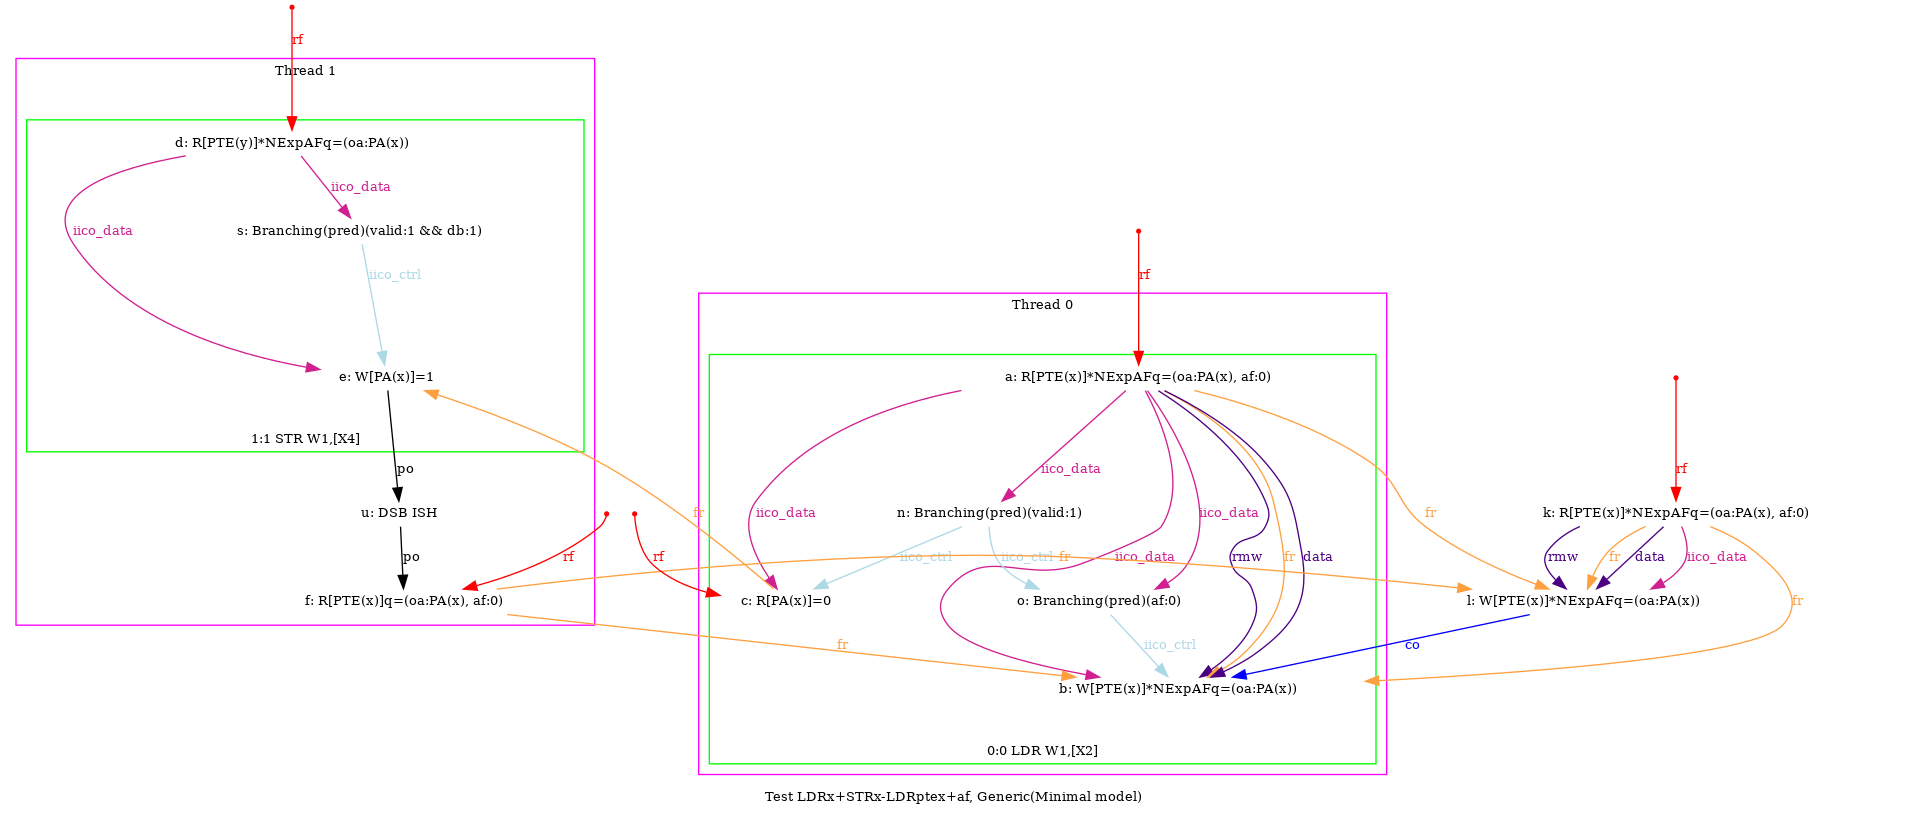 rf
Thread 1
d: R[PTE(y)]*NExpAFq=(oa:PA(x))
iico_data
iico_data
s: Branching(pred)(valid:1 && db:1)
iico_ctrl
rf
Thread 0
e: W[PA(x)]=1
a: R[PTE(x)]*NExpAFq=(oa:PA(x), af:0)
1:1 STR W1,[X4]
po
iico_data
rf
u: DSB ISH
fr
iico_data
n: Branching(pred)(valid:1)
iico_data
fr
k: R[PTE(x)]*NExpAFq=(oa:PA(x), af:0)
po
rf
rf
iico_ctrl
iico_ctrl
fr
iico_data
rmw
fr
data
rmw
fr
data
iico_data
f: R[PTE(x)]q=(oa:PA(x), af:0)
c: R[PA(x)]=0
o: Branching(pred)(af:0)
l: W[PTE(x)]*NExpAFq=(oa:PA(x))
fr
fr
iico_ctrl
co
b: W[PTE(x)]*NExpAFq=(oa:PA(x))
0:0 LDR W1,[X2]
Test LDRx+STRx-LDRptex+af, Generic(Minimal model)